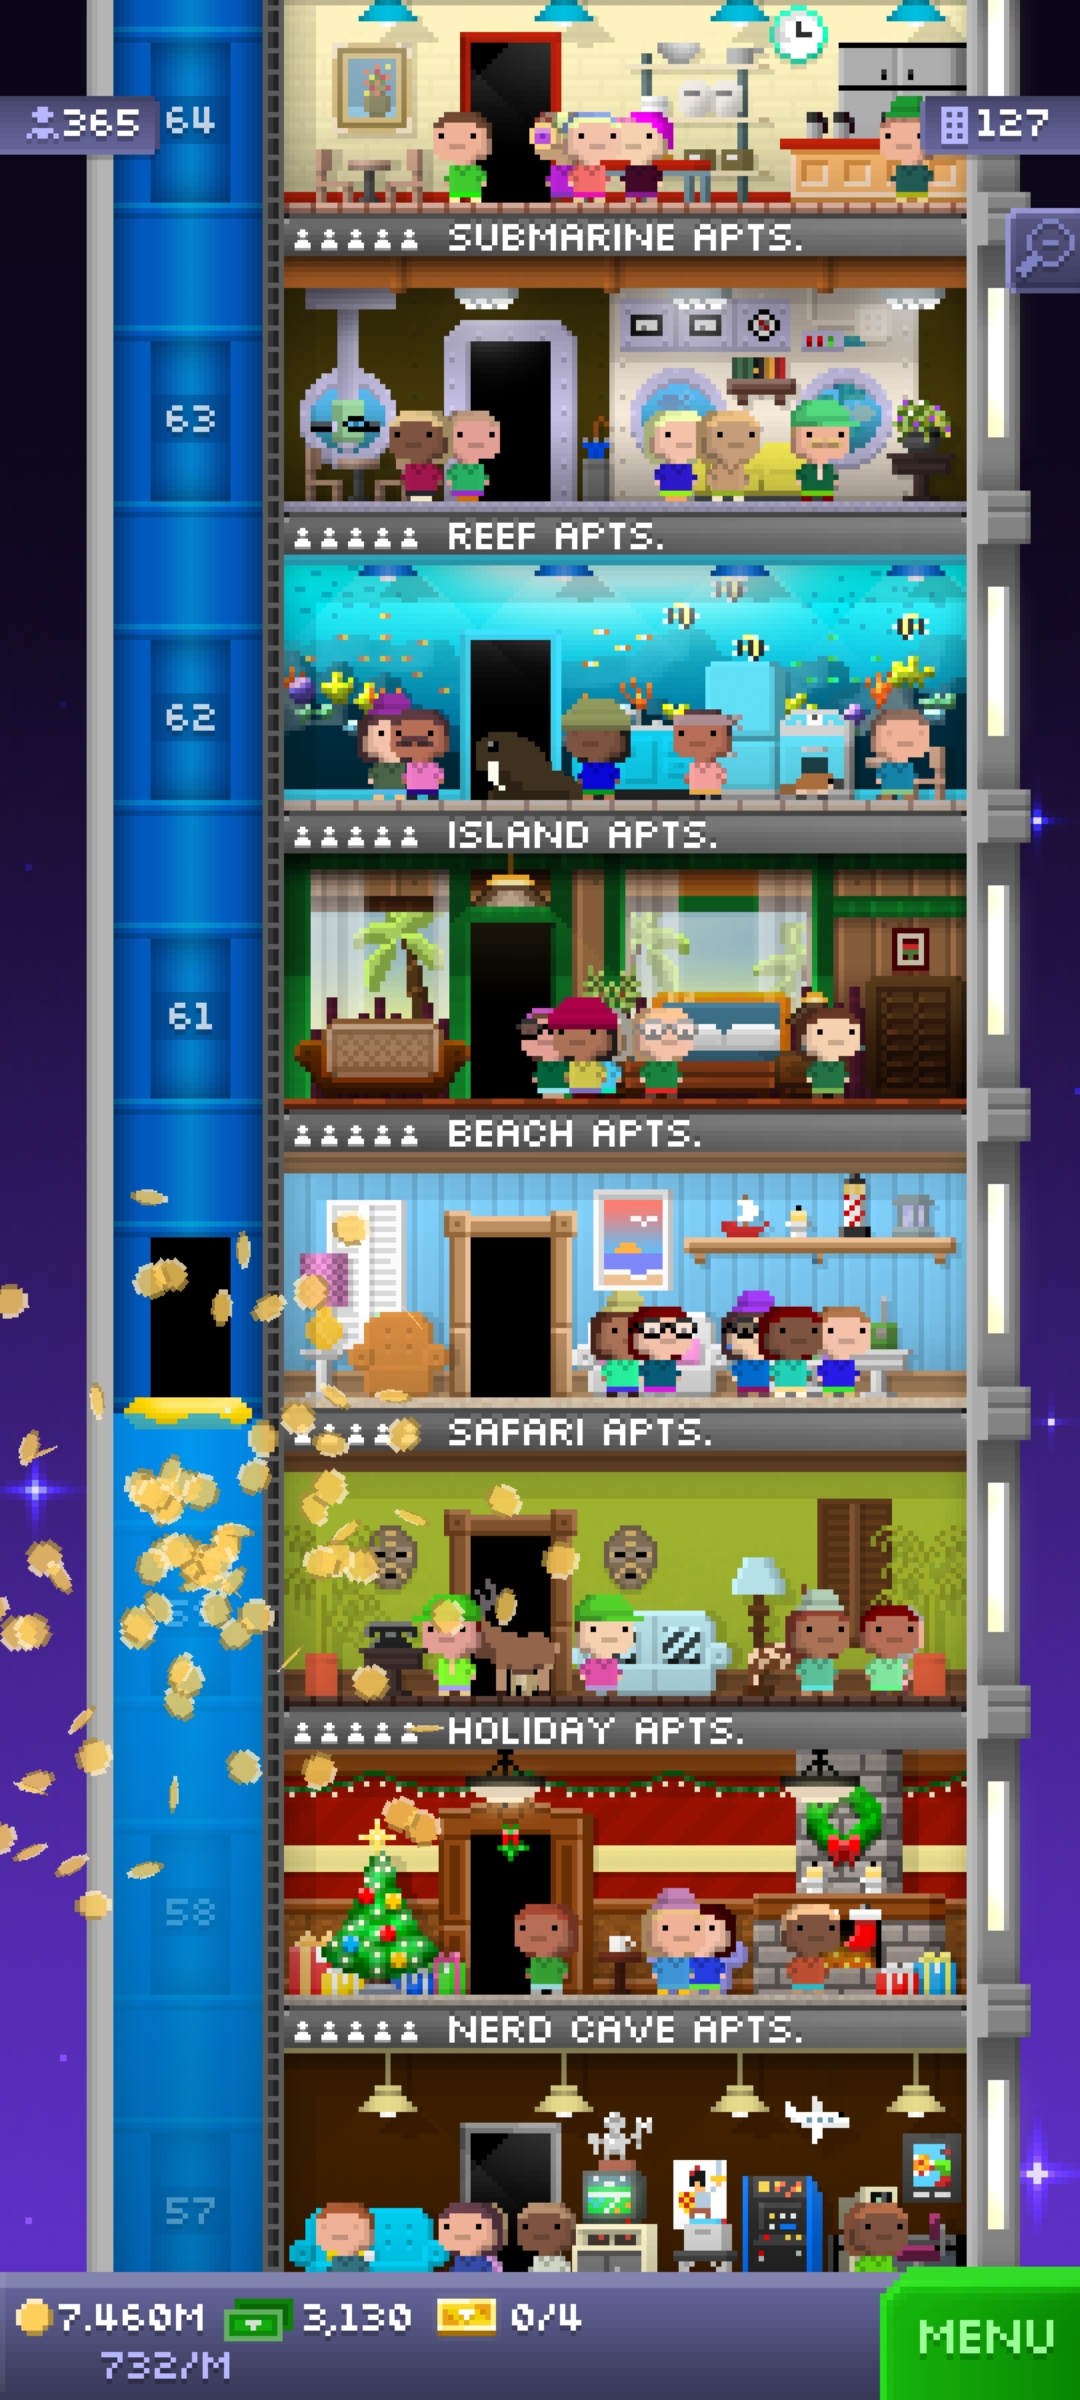 365
64
127
SUBMARINE APTS.
63
REEF APTS.
62
ISLAND APTS.
61
BEACH APTS.
SAFARI APTS.
HOLIDAY APTS.
58
NERD CAVE APTS.
57
7.460M 3,130 0/4
732/M
MENU